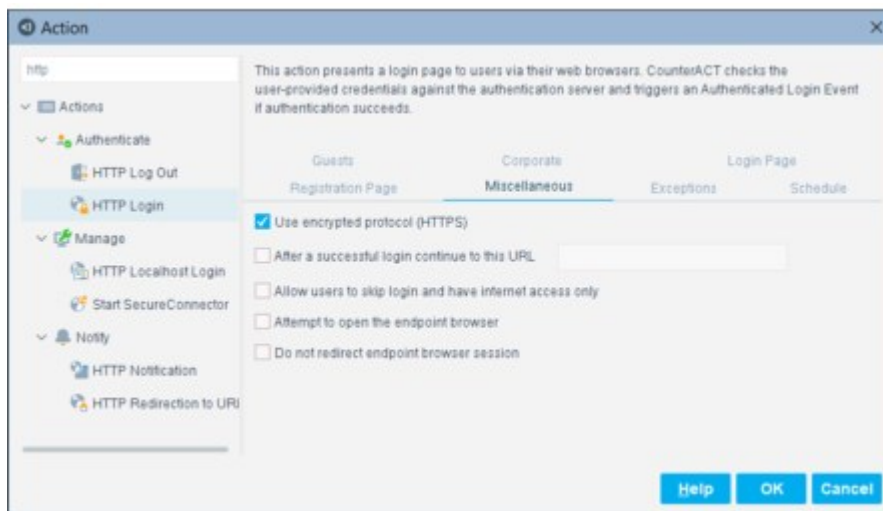 Action
http
Actions
Authenticate
HTTP Log Out
HTTP Login
Manage
HTTP Localhost Login
Start SecureConnector
Notify
HTTP Notification
HTTP Redirection to URI
This action presents a login page to users via their web browsers. CounterACT checks the
user-provided credentials against the authentication server and triggers an Authenticated Login Event
if authentication succeeds.
Guests Corporate Login Page
Registration Page Miscellaneous Exceptions Schedule
Use encrypted protocol (HTTPS)
After a successful login continue to this URL
Allow users to skip login and have internet access only
Attempt to open the endpoint browser
Do not redirect endpoint browser session
Help OK Cancel